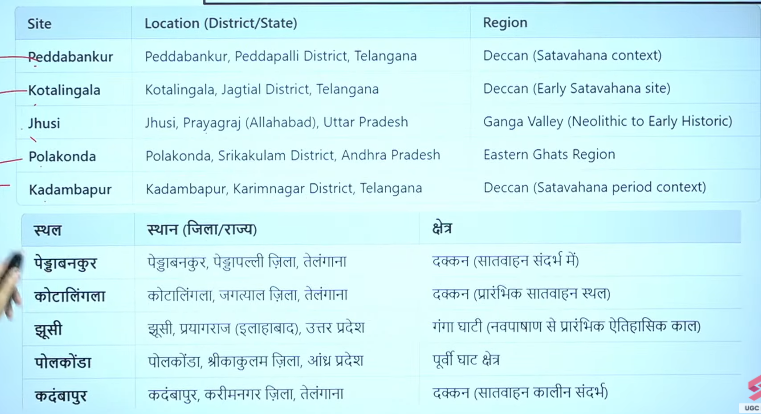 Site Location (District/State) Region
Peddabankur Peddabankur, Peddapalli District, Telangana Deccan (Satavahana context)
Kotalingala Kotalingala, Jagtial District, Telangana Deccan (Early Satavahana site)
Jhusi Jhusi, Prayagraj (Allahabad), Uttar Pradesh Ganga Valley (Neolithic to Early Historic)
Polakonda Polakonda, Srikakulam District, Andhra Pradesh Eastern Ghats Region
Kadambapur Kadambapur, Karimnagar District, Telangana Deccan (Satavahana period context)
स्थल स्थान (जिला/राज्य) क्षेत्र
पेड्डाबनकुर पेड्डाबनकुर, पेड्डापल्ली ज़िला, तेलंगाना दक्कन (सातवाहन संदर्भ में)
कोटालिंगला कोटालिंगला, जगत्याल ज़िला, तेलंगाना दक्कन (प्रारंभिक सातवाहन स्थल)
झूसी झूसी, प्रयागराज (इलाहाबाद), उत्तर प्रदेश गंगा घाटी (नवपाषाण से प्रारंभिक ऐतिहासिक काल)
पोलकोंडा पोलकोंडा, श्रीकाकुलम ज़िला, आंध्र प्रदेश पूर्वी घाट क्षेत्र
कदंबापुर कदंबापुर, करीमनगर ज़िला, तेलंगाना दक्कन (सातवाहन कालीन संदर्भ)
UGC